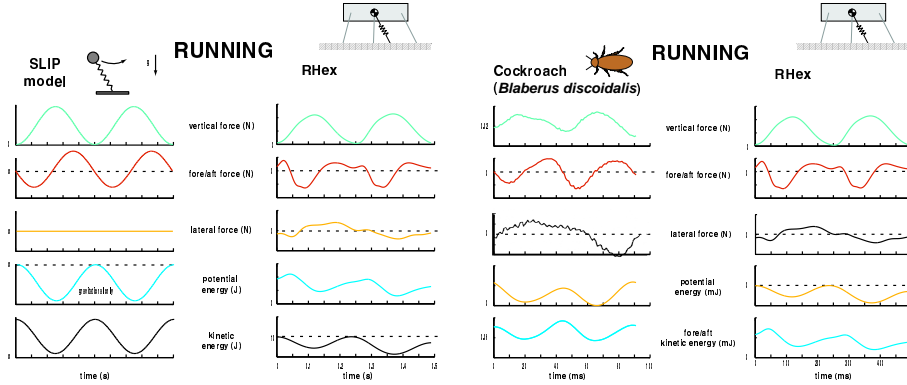 RUNNING
SLIP
model
RHex
vertical force (N)
fore/aft force (N)
lateral force (N)
potential
energy (J)
kinetic
energy (J)
time (s)
time (s)
RUNNING
Cockroach
(Blaberus discoidalis)
RHex
vertical force (N)
fore/aft force (N)
lateral force (N)
potential
energy (mJ)
fore/aft
kinetic energy (mJ)
time (ms)
time (ms)